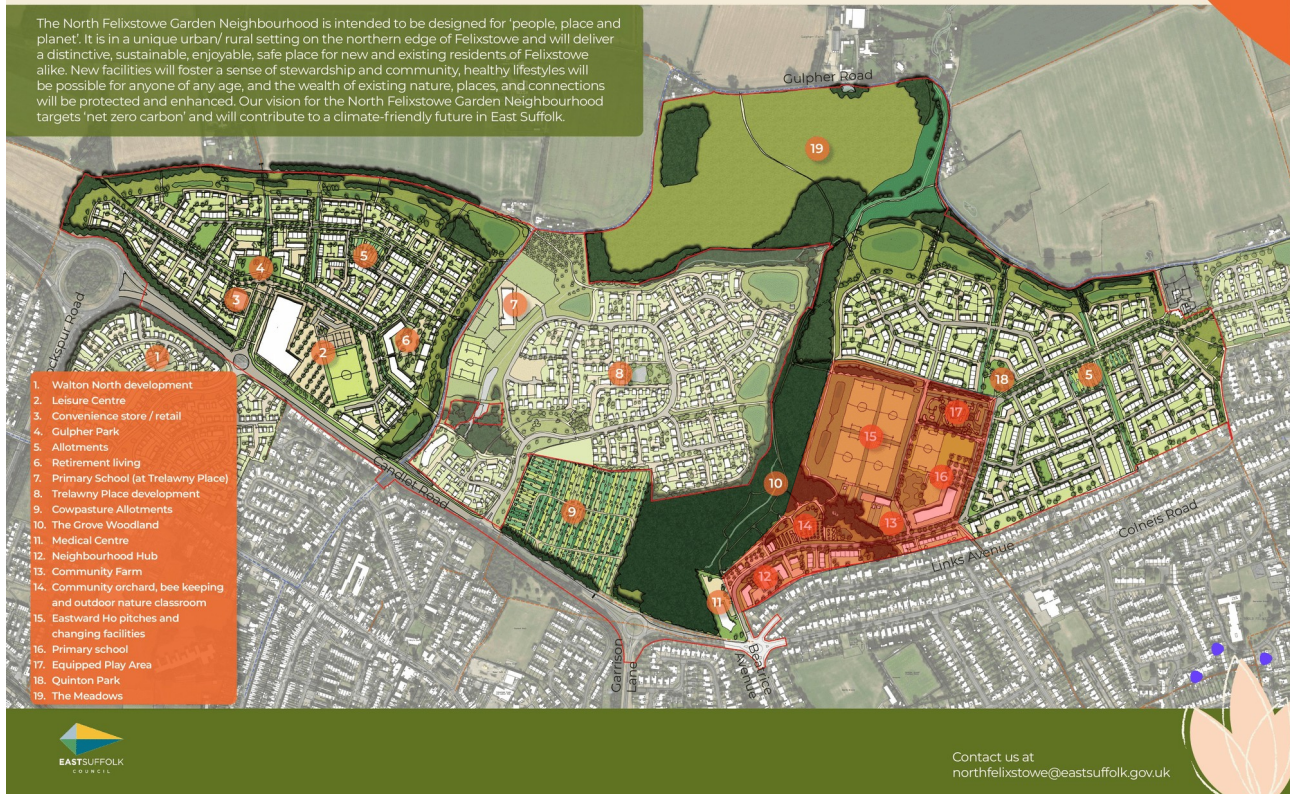 The North Felixstowe Garden Neighbourhood is intended to be designed for ‘people, place and
planet’. It is in a unique urban/ rural setting on the northern edge of Felixstowe and will deliver
a distinctive, sustainable, enjoyable, safe place for new and existing residents of Felixstowe
alike. New facilities will foster a sense of stewardship and community, healthy lifestyles will
be possible for anyone of any age, and the wealth of existing nature, places, and connections
will be protected and enhanced. Our vision for the North Felixstowe Garden Neighbourhood
targets ‘net zero carbon’ and will contribute to a climate-friendly future in East Suffolk.
Gulpher Road
19
5
4
3
7
6
2
1
8
18
5
17
15
16
10
9
14
13
12
11
ckspur Road
Candlet Road
Links Avenue
Colneis Road
Garrison
Lane
Beatrice
Avenue
1. Walton North development
2. Leisure Centre
3. Convenience store / retail
4. Gulpher Park
5. Allotments
6. Retirement living
7. Primary School (at Trelawny Place)
8. Trelawny Place development
9. Cowpasture Allotments
10. The Grove Woodland
11. Medical Centre
12. Neighbourhood Hub
13. Community Farm
14. Community orchard, bee keeping
and outdoor nature classroom
15. Eastward Ho pitches and
changing facilities
16. Primary school
17. Equipped Play Area
18. Quinton Park
19. The Meadows
EASTSUFFOLK
COUNCIL
Contact us at
northfelixstowe@eastsuffolk.gov.uk